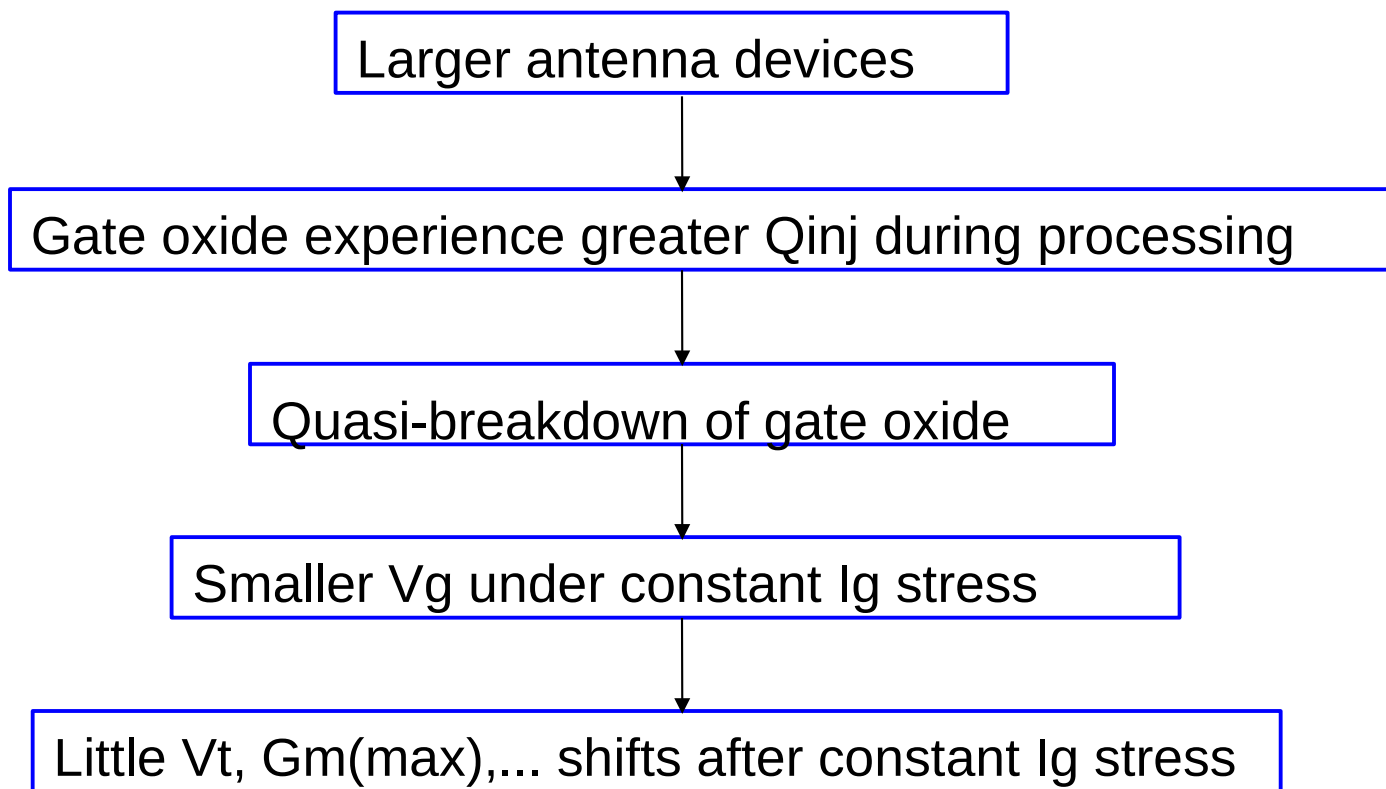 Larger antenna devices
Gate oxide experience greater Qinj during processing
Quasi-breakdown of gate oxide
Smaller Vg under constant Ig stress
Little Vt, Gm(max),... shifts after constant Ig stress